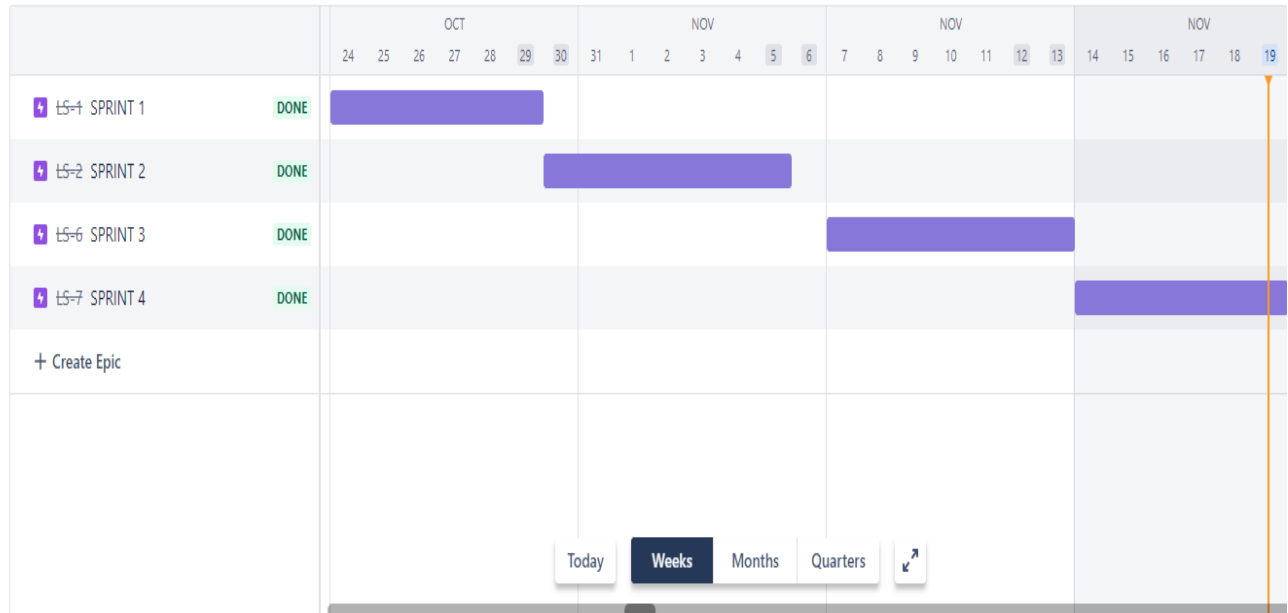 OCT NOV NOV NOV
24 25 26 27 28 29 30 31 1 2 3 4 5 6 7 8 9 10 11 12 13 14 15 16 17 18 19
LS-1 SPRINT 1 DONE
LS-2 SPRINT 2 DONE
LS-6 SPRINT 3 DONE
LS-7 SPRINT 4 DONE
+ Create Epic
Today Weeks Months Quarters